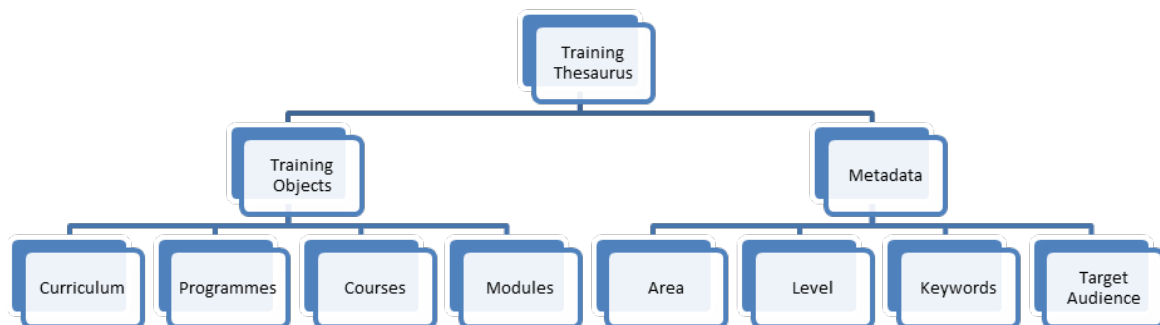 Training
Thesaurus
Training
Objects
Metadata
Curriculum
Programmes
Courses
Modules
Area
Level
Keywords
Target
Audience